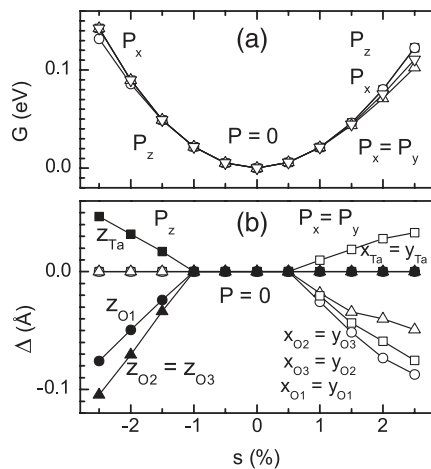 (a)
P_x
P_z
G (eV)
0.1
P_x
P_z
P = 0
P_x = P_y
0.0
(b)
P_z
P_x = P_y
z_Ta
x_Ta = y_Ta
Δ (Å)
0.0
P = 0
z_O1
x_O2 = y_O3
z_O2 = z_O3
x_O3 = y_O2
x_O1 = y_O1
-0.1
-2 -1 0 1 2
s (%)